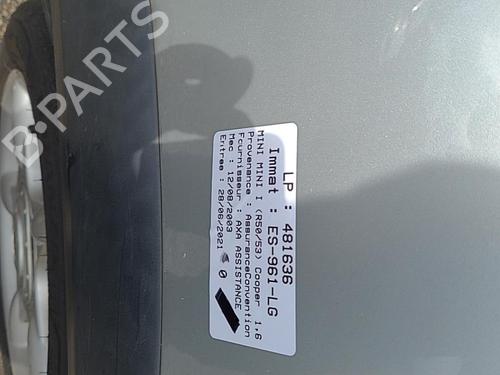 LP : 481636
Immat : ES-961-LG
MINI MINI I (R50/53) Cooper 1,6
Provenance : AssuranceConvention
Fournisseur : AXA ASSISTANCE
Mec : 12/08/2003
Entree : 28/06/2021 0
B-PARTS